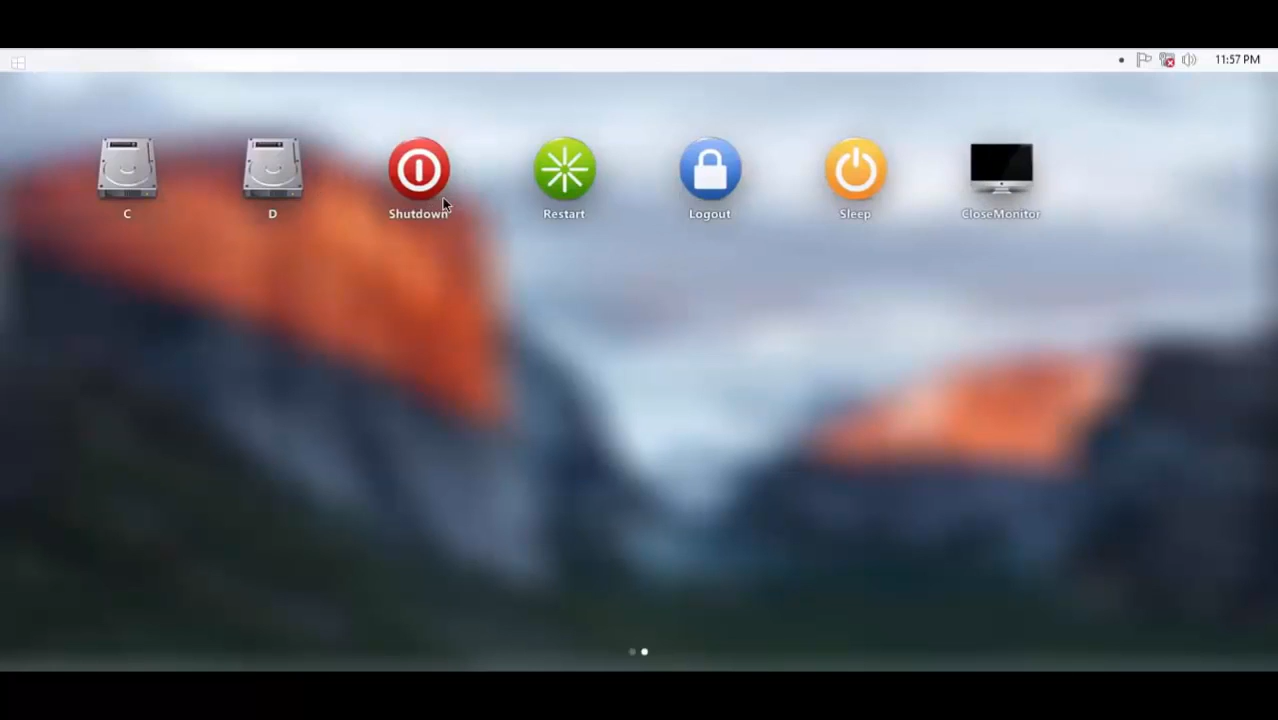 11:57 PM
C
D
Shutdown
Restart
Logout
Sleep
CloseMonitor